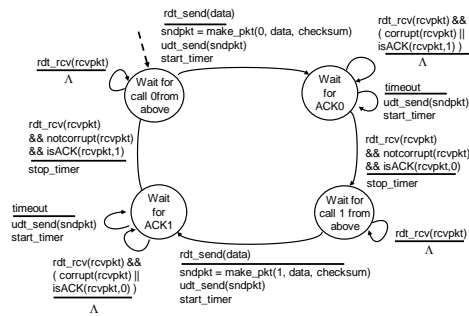 rdt_send(data)
sndpkt = make_pkt(0, data, checksum)
udt_send(sndpkt)
start_timer
rdt_rcv(rcvpkt) &&
( corrupt(rcvpkt) ||
isACK(rcvpkt,1) )
Λ
rdt_rcv(rcvpkt)
Λ
Wait for
call 0from
above
Wait
for
ACK0
timeout
udt_send(sndpkt)
start_timer
rdt_rcv(rcvpkt)
&& notcorrupt(rcvpkt)
&& isACK(rcvpkt,1)
stop_timer
rdt_rcv(rcvpkt)
&& notcorrupt(rcvpkt)
&& isACK(rcvpkt,0)
stop_timer
Wait
for
ACK1
Wait for
call 1 from
above
timeout
udt_send(sndpkt)
start_timer
rdt_rcv(rcvpkt)
Λ
rdt_rcv(rcvpkt) &&
( corrupt(rcvpkt) ||
isACK(rcvpkt,0) )
Λ
rdt_send(data)
sndpkt = make_pkt(1, data, checksum)
udt_send(sndpkt)
start_timer